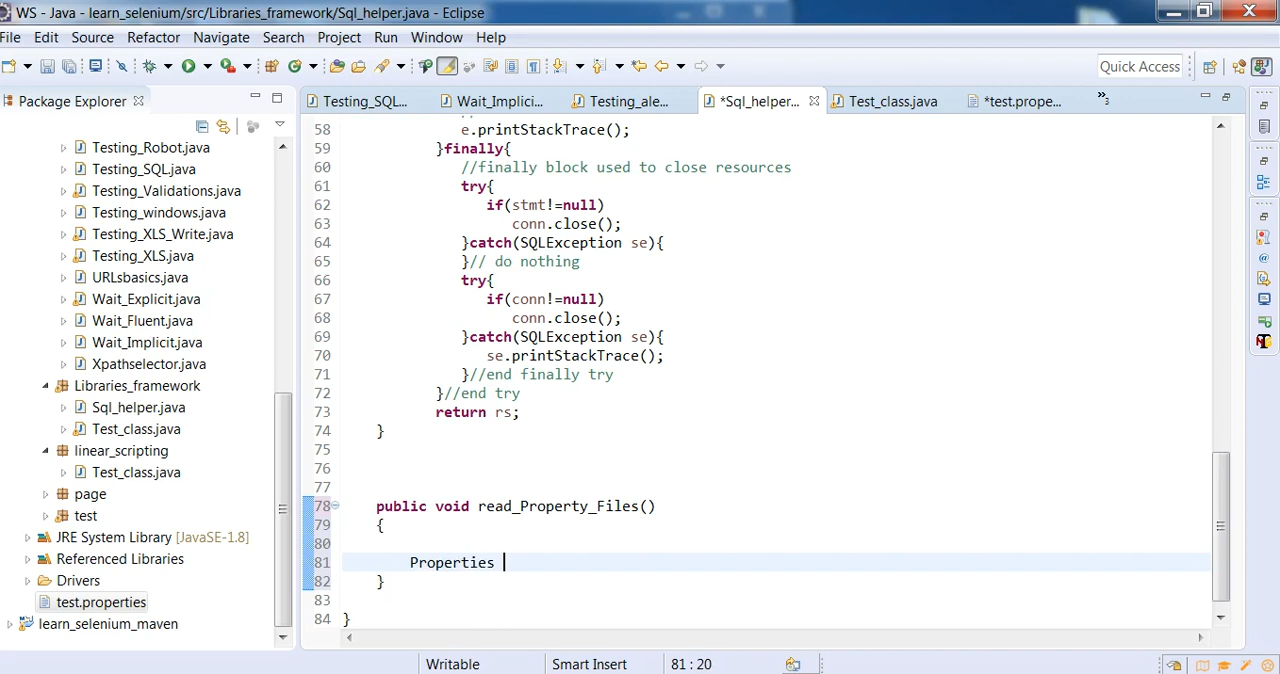 WS - Java - learn_selenium/src/Libraries_framework/Sql_helper.java - Eclipse
File Edit Source Refactor Navigate Search Project Run Window Help
Quick Access
Package Explorer
Testing_SQL...
Wait_Implici...
Testing_ale...
*Sql_helper...
Test_class.java
*test.prope...
»3
Testing_Robot.java
Testing_SQL.java
Testing_Validations.java
Testing_windows.java
Testing_XLS_Write.java
Testing_XLS.java
URLsbasics.java
Wait_Explicit.java
Wait_Fluent.java
Wait_Implicit.java
Xpathselector.java
Libraries_framework
Sql_helper.java
Test_class.java
linear_scripting
Test_class.java
page
test
JRE System Library [JavaSE-1.8]
Referenced Libraries
Drivers
test.properties
learn_selenium_maven
58 e.printStackTrace();
59 }finally{
60 //finally block used to close resources
61 try{
62 if(stmt!=null)
63 conn.close();
64 }catch(SQLException se){
65 }// do nothing
66 try{
67 if(conn!=null)
68 conn.close();
69 }catch(SQLException se){
70 se.printStackTrace();
71 }//end finally try
72 }//end try
73 return rs;
74 }
75
76
77
78 public void read_Property_Files()
79 {
80
81 Properties
82 }
83
84 }
Writable Smart Insert 81 : 20